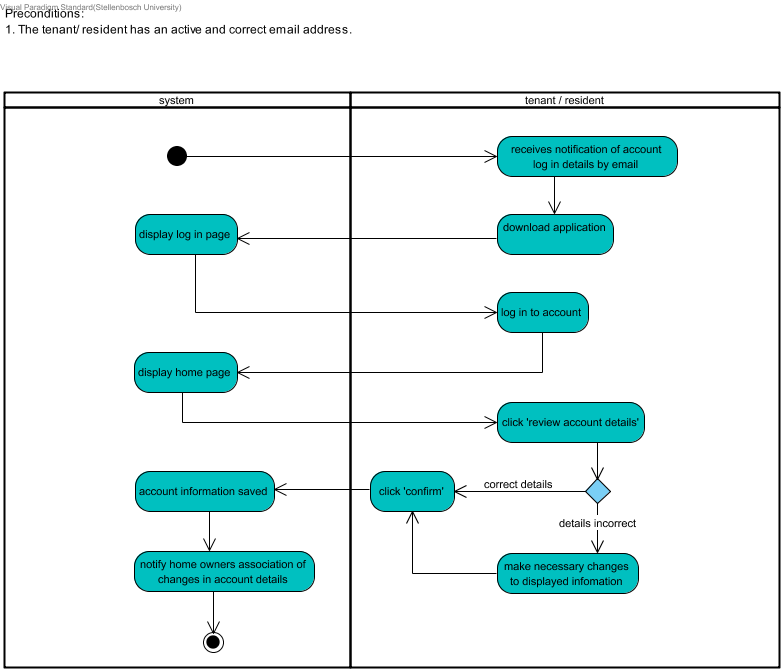 Visual Paradigm Standard(Stellenbosch University)
Preconditions:
1. The tenant/ resident has an active and correct email address.
system
tenant / resident
receives notification of account
log in details by email
display log in page
download application
log in to account
display home page
click 'review account details'
account information saved
click 'confirm'
correct details
details incorrect
notify home owners association of
changes in account details
make necessary changes
to displayed infomation